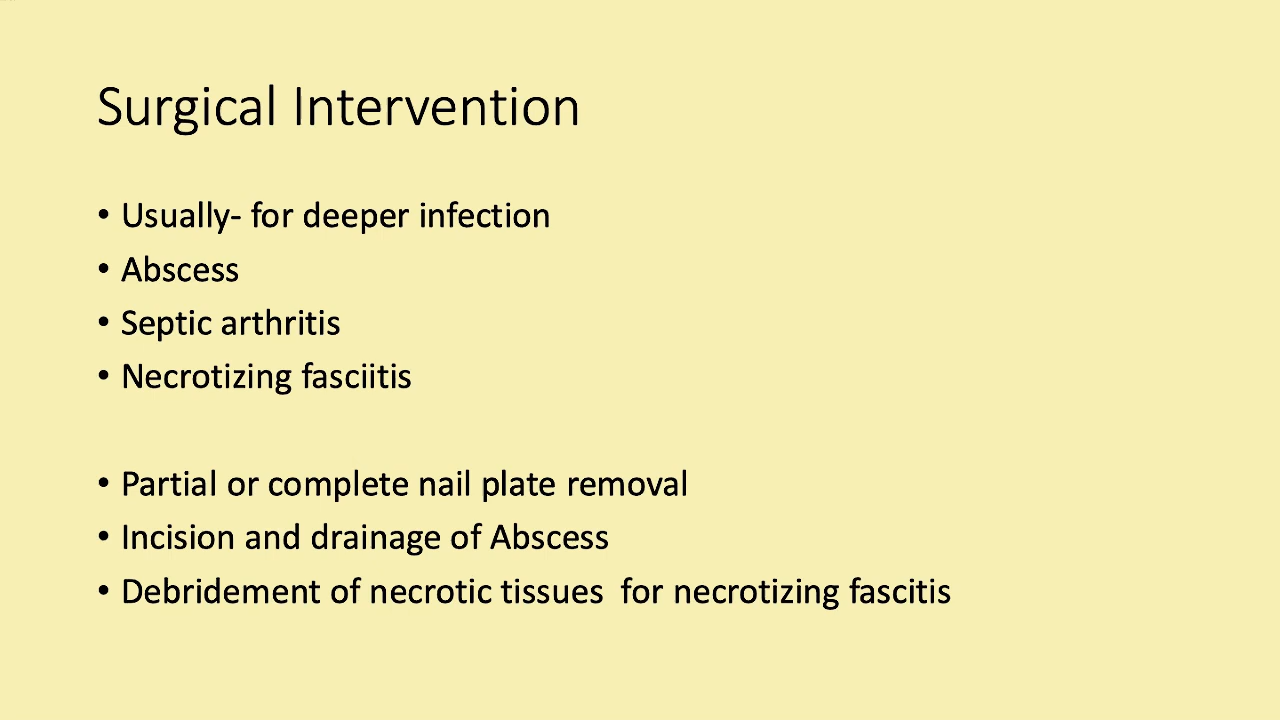 Surgical Intervention
• Usually- for deeper infection
• Abscess
• Septic arthritis
• Necrotizing fasciitis
• Partial or complete nail plate removal
• Incision and drainage of Abscess
• Debridement of necrotic tissues  for necrotizing fascitis